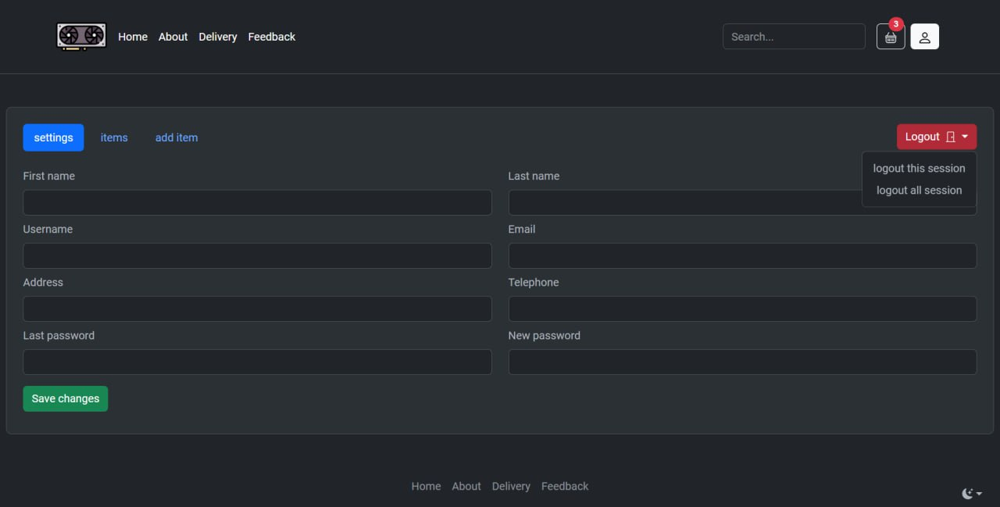 Home About Delivery Feedback Search... 3
settings items add item Logout
logout this session
logout all session
First name Last name
Username Email
Address Telephone
Last password New password
Save changes
Home About Delivery Feedback